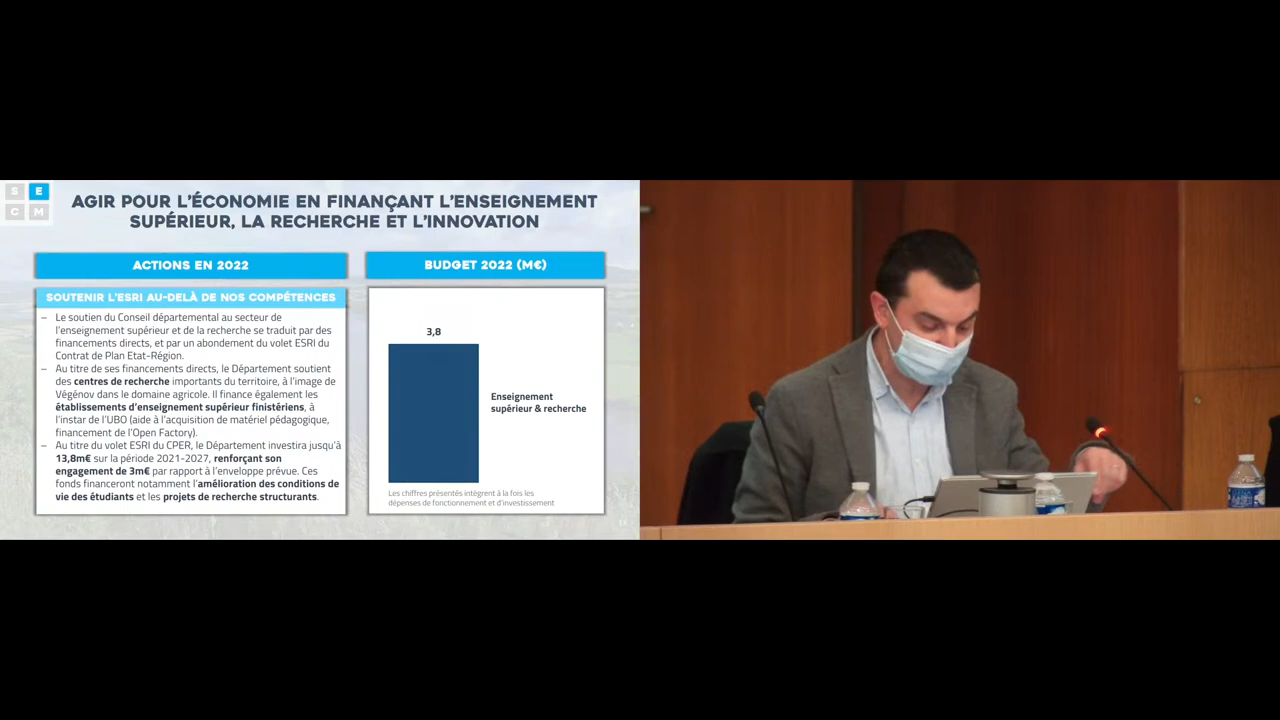 S E
C M
AGIR POUR L'ÉCONOMIE EN FINANÇANT L'ENSEIGNEMENT
SUPÉRIEUR, LA RECHERCHE ET L'INNOVATION
ACTIONS EN 2022
SOUTENIR L'ESRI AU-DELÀ DE NOS COMPÉTENCES
– Le soutien du Conseil départemental au secteur de
l'enseignement supérieur et de la recherche se traduit par des
financements directs, et par un abondement du volet ESRI du
Contrat de Plan Etat-Région.
– Au titre de ses financements directs, le Département soutient
des centres de recherche importants du territoire, à l'image de
Végénov dans le domaine agricole. Il finance également les
établissements d'enseignement supérieur finistériens, à
l'instar de l'UBO (aide à l'acquisition de matériel pédagogique,
financement de l'Open Factory).
– Au titre du volet ESRI du CPER, le Département investira jusqu'à
13,8m€ sur la période 2021-2027, renforçant son
engagement de 3m€ par rapport à l'enveloppe prévue. Ces
fonds financeront notamment l'amélioration des conditions de
vie des étudiants et les projets de recherche structurants.
BUDGET 2022 (M€)
3,8
Enseignement
supérieur & recherche
Les chiffres présentés intègrent à la fois les
dépenses de fonctionnement et d'investissement